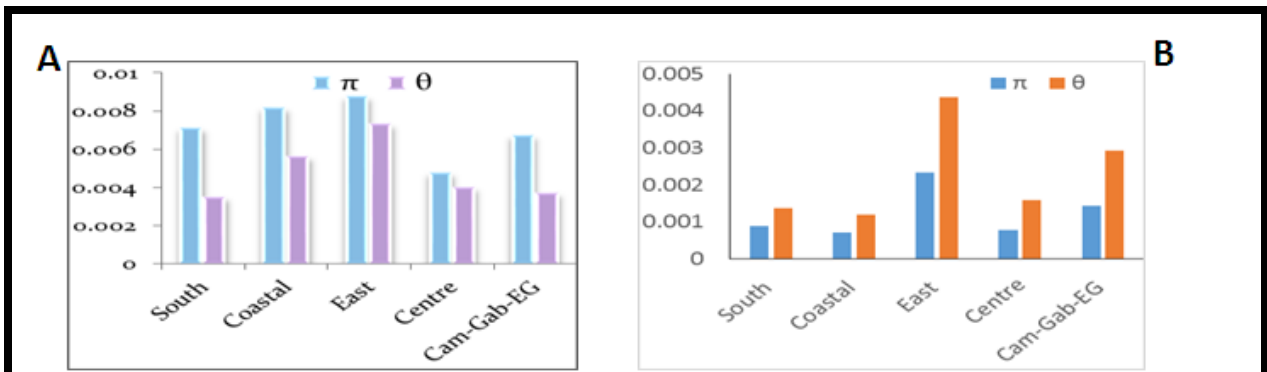 A
0.01
0.008
0.006
0.004
0.002
0
π θ
South
Coastal
East
Centre
Cam-Gab-EG
B
0.005
0.004
0.003
0.002
0.001
0
π θ
South
Coastal
East
Centre
Cam-Gab-EG